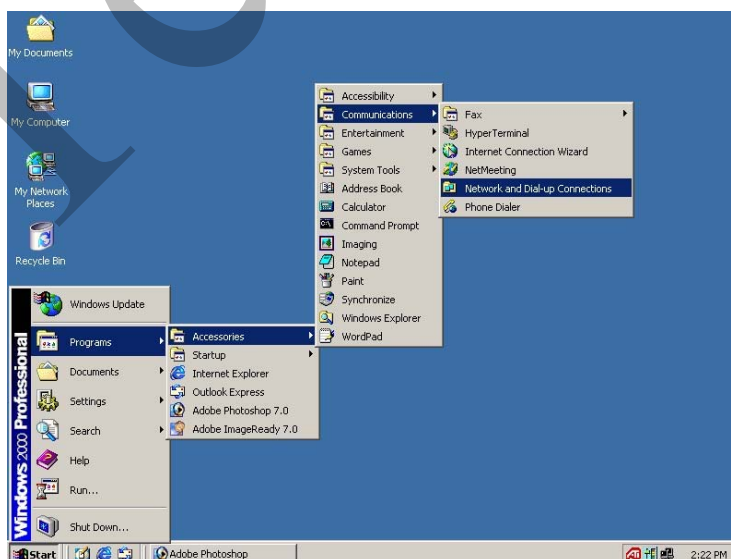 My Documents
My Computer
My Network
Places
Recycle Bin
Windows 2000 Professional
Windows Update
Programs
Documents
Settings
Search
Help
Run...
Shut Down...
Accessories
Startup
Internet Explorer
Outlook Express
Adobe Photoshop 7.0
Adobe ImageReady 7.0
Accessibility
Communications
Entertainment
Games
System Tools
Address Book
Calculator
Command Prompt
Imaging
Notepad
Paint
Synchronize
Windows Explorer
WordPad
Fax
HyperTerminal
Internet Connection Wizard
NetMeeting
Network and Dial-up Connections
Phone Dialer
Start
Adobe Photoshop
2:22 PM